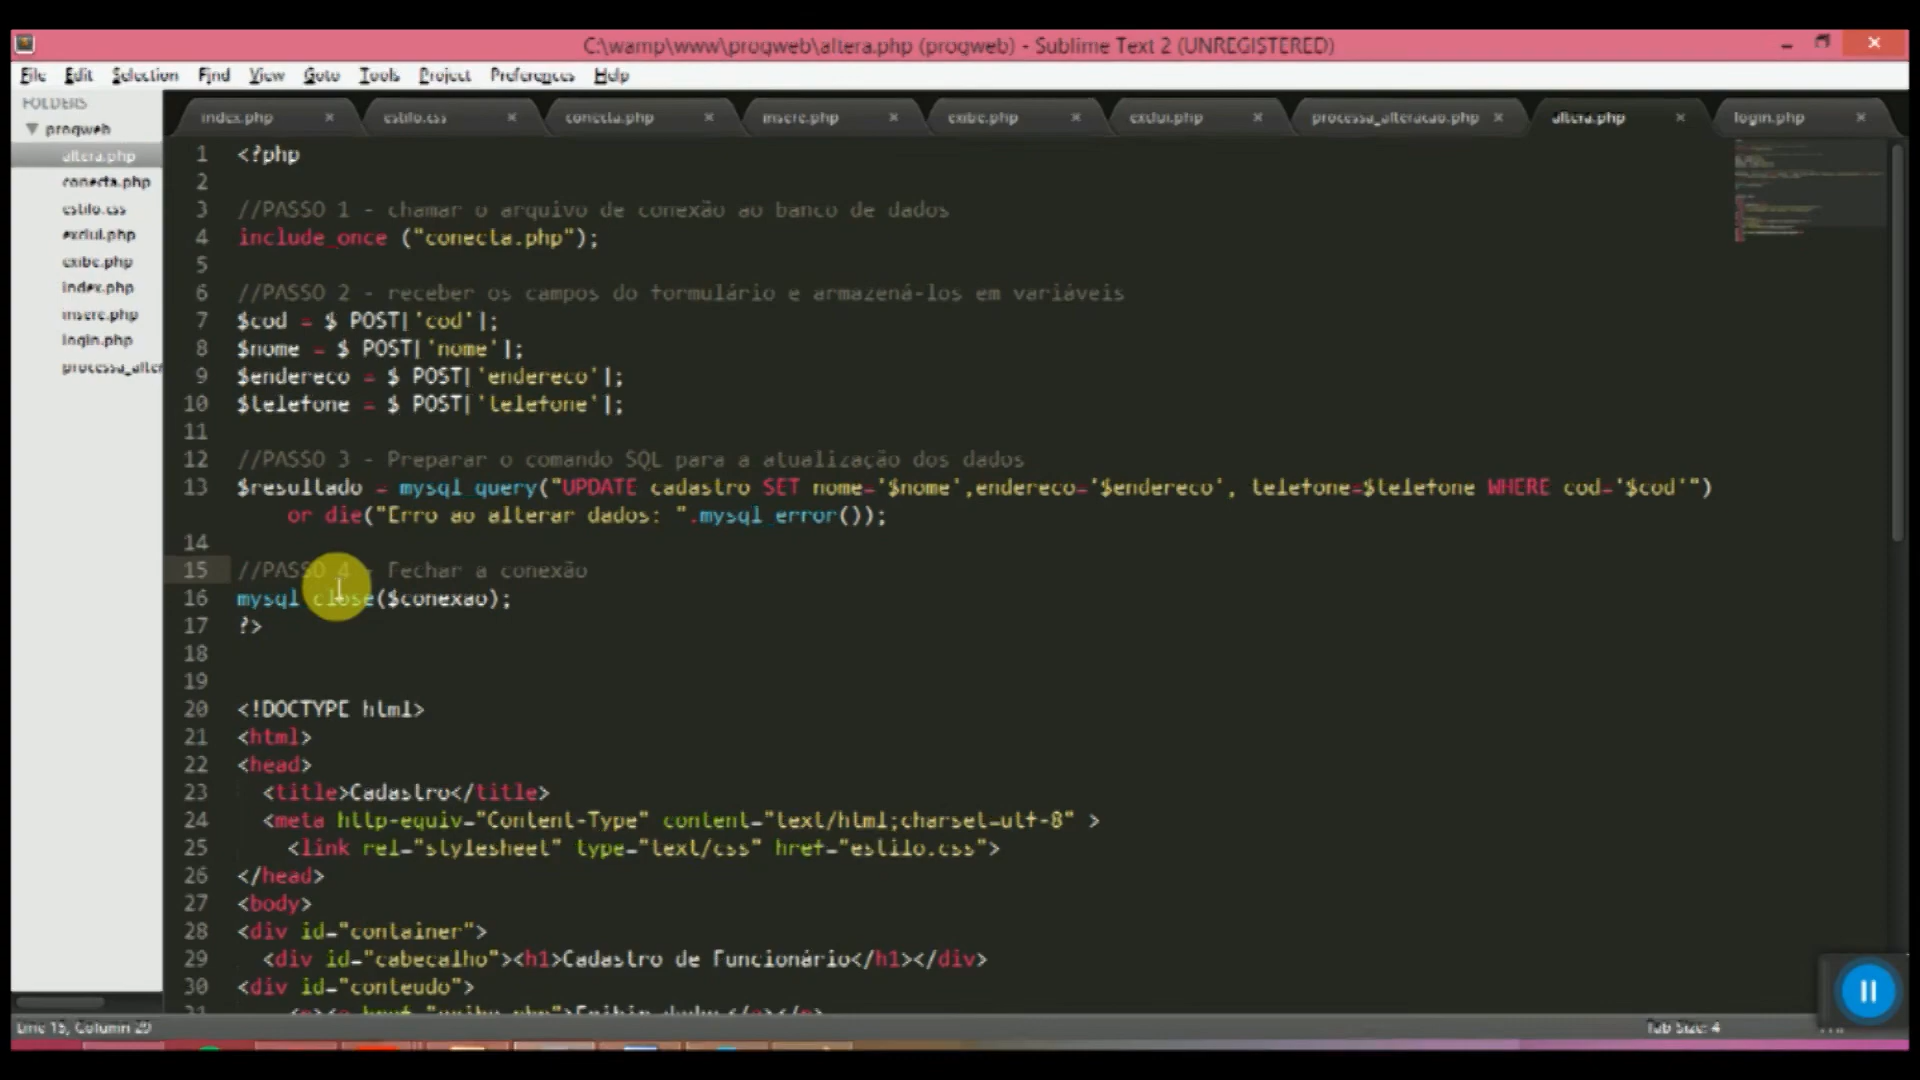 C:\wamp\www\progweb\altera.php (progweb) - Sublime Text 2 (UNREGISTERED)
File Edit Selection Find View Goto Tools Project Preferences Help
FOLDERS
progweb
altera.php
conecta.php
estilo.css
exclui.php
exibe.php
index.php
insere.php
login.php
processa_alter
index.php estilo.css conecta.php insere.php exibe.php exclui.php processa_alteracao.php altera.php login.php
1 <?php
2
3 //PASSO 1 - chamar o arquivo de conexão ao banco de dados
4 include_once ("conecta.php");
5
6 //PASSO 2 - receber os campos do formulário e armazená-los em variáveis
7 $cod = $_POST['cod'];
8 $nome = $_POST['nome'];
9 $endereco = $_POST['endereco'];
10 $telefone = $_POST['telefone'];
11
12 //PASSO 3 - Preparar o comando SQL para a atualização dos dados
13 $resultado = mysql_query("UPDATE cadastro SET nome='$nome',endereco='$endereco', telefone=$telefone WHERE cod='$cod'")
or die("Erro ao alterar dados: ".mysql_error());
14
15 //PASSO 4 - Fechar a conexão
16 mysql_close($conexao);
17 ?>
18
19
20 <!DOCTYPE html>
21 <html>
22 <head>
23 <title>Cadastro</title>
24 <meta http-equiv="Content-Type" content="text/html;charset=utf-8" >
25 <link rel="stylesheet" type="text/css" href="estilo.css">
26 </head>
27 <body>
28 <div id="container">
29 <div id="cabecalho"><h1>Cadastro de Funcionário</h1></div>
30 <div id="conteudo">
Line 15, Column 29
Tab Size: 4